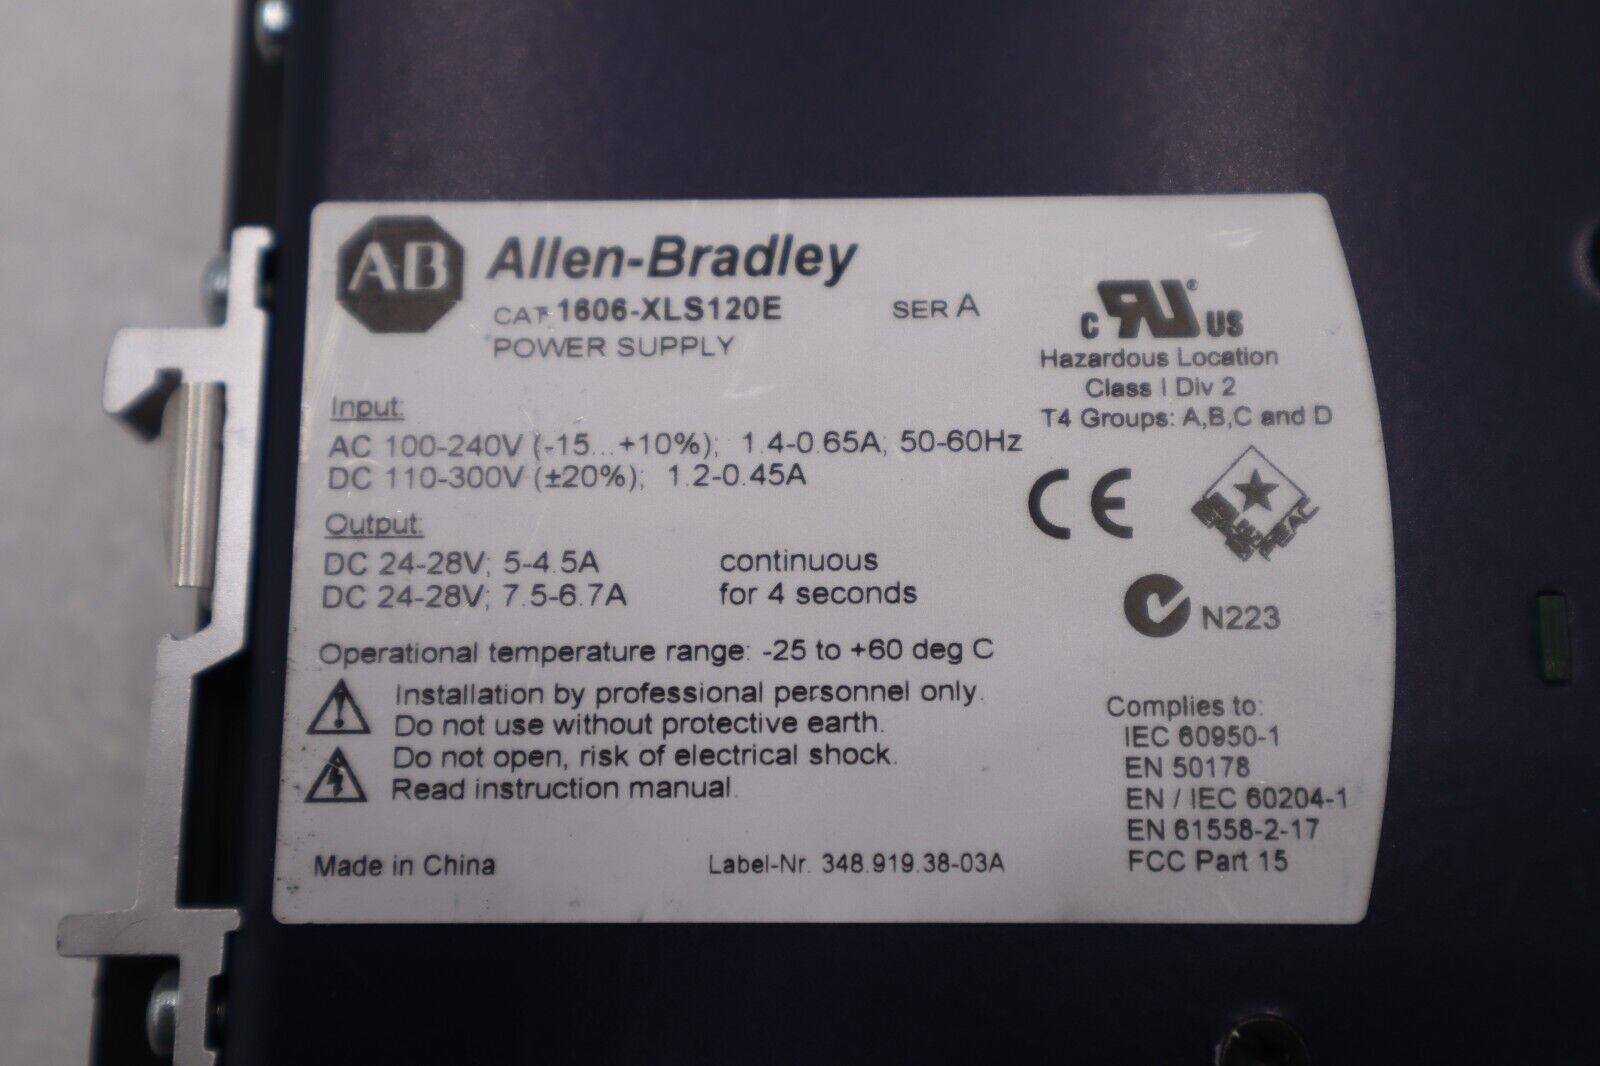 AB Allen-Bradley
CAT 1606-XLS120E SER A
POWER SUPPLY
Input:
AC 100-240V (-15...+10%); 1.4-0.65A; 50-60Hz
DC 110-300V (±20%); 1.2-0.45A
Output:
DC 24-28V; 5-4.5A continuous
DC 24-28V; 7.5-6.7A for 4 seconds
Operational temperature range: -25 to +60 deg C
Installation by professional personnel only.
Do not use without protective earth.
Do not open, risk of electrical shock.
Read instruction manual.
Made in China
Label-Nr. 348.919.38-03A
c RU ® US
Hazardous Location
Class I Div 2
T4 Groups: A,B,C and D
CE
N223
Complies to:
IEC 60950-1
EN 50178
EN / IEC 60204-1
EN 61558-2-17
FCC Part 15